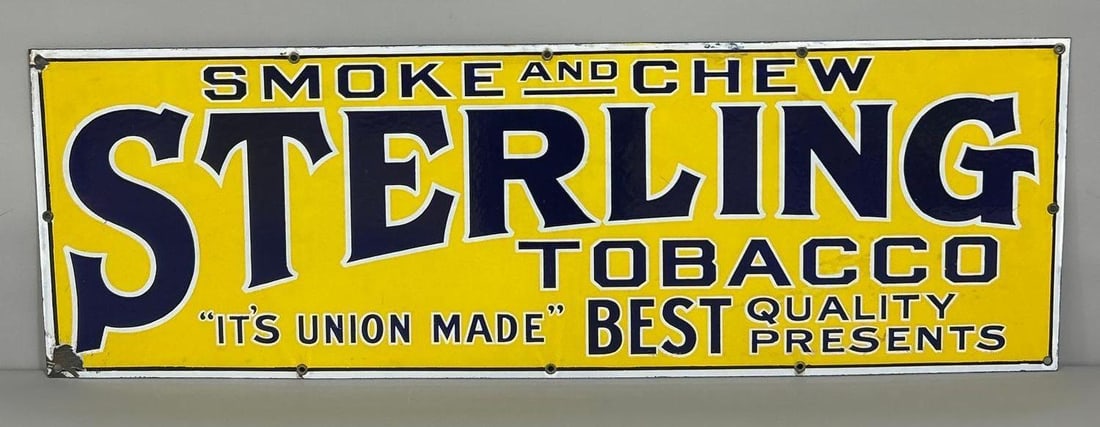 SMOKE AND CHEW
STERLING
TOBACCO
"IT'S UNION MADE" BEST QUALITY PRESENTS